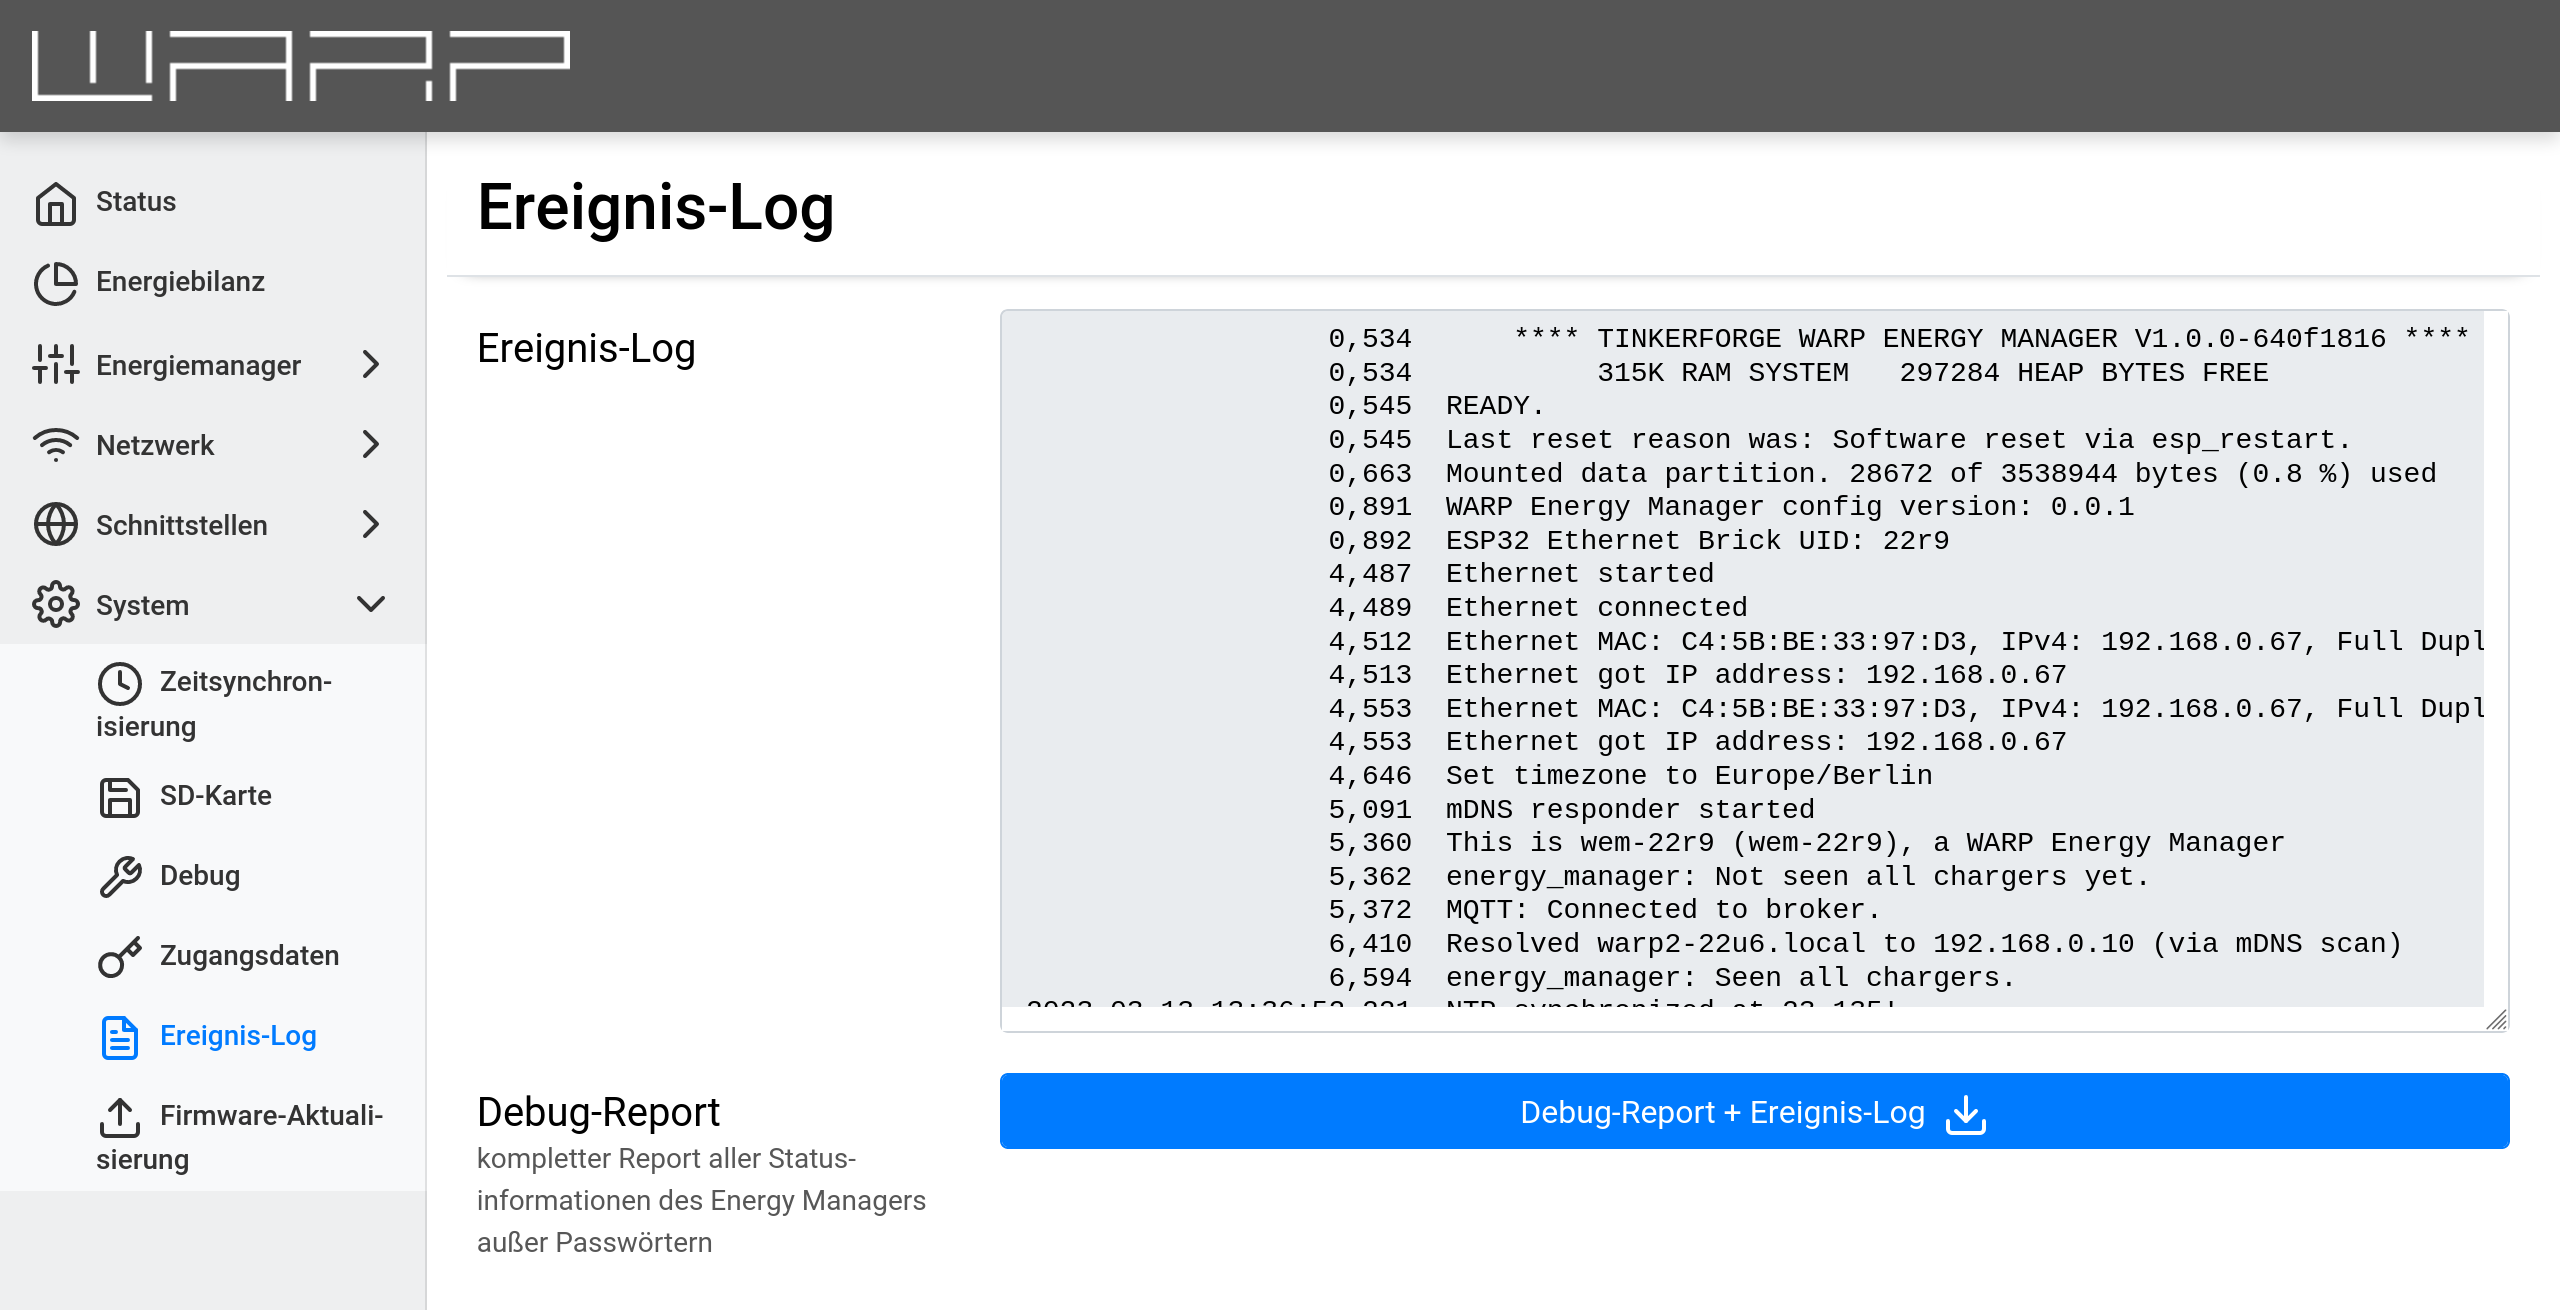 WARP
Status
Energiebilanz
Energiemanager
Netzwerk
Schnittstellen
System
Zeitsynchron-
isierung
SD-Karte
Debug
Zugangsdaten
Ereignis-Log
Firmware-Aktuali-
sierung
Ereignis-Log
Ereignis-Log
0,534 **** TINKERFORGE WARP ENERGY MANAGER V1.0.0-640f1816 ****
0,534 315K RAM SYSTEM 297284 HEAP BYTES FREE
0,545 READY.
0,545 Last reset reason was: Software reset via esp_restart.
0,663 Mounted data partition. 28672 of 3538944 bytes (0.8 %) used
0,891 WARP Energy Manager config version: 0.0.1
0,892 ESP32 Ethernet Brick UID: 22r9
4,487 Ethernet started
4,489 Ethernet connected
4,512 Ethernet MAC: C4:5B:BE:33:97:D3, IPv4: 192.168.0.67, Full Dupl
4,513 Ethernet got IP address: 192.168.0.67
4,553 Ethernet MAC: C4:5B:BE:33:97:D3, IPv4: 192.168.0.67, Full Dupl
4,553 Ethernet got IP address: 192.168.0.67
4,646 Set timezone to Europe/Berlin
5,091 mDNS responder started
5,360 This is wem-22r9 (wem-22r9), a WARP Energy Manager
5,362 energy_manager: Not seen all chargers yet.
5,372 MQTT: Connected to broker.
6,410 Resolved warp2-22u6.local to 192.168.0.10 (via mDNS scan)
6,594 energy_manager: Seen all chargers.
NTP synchronized at
Debug-Report
kompletter Report aller Status-
informationen des Energy Managers
außer Passwörtern
Debug-Report + Ereignis-Log